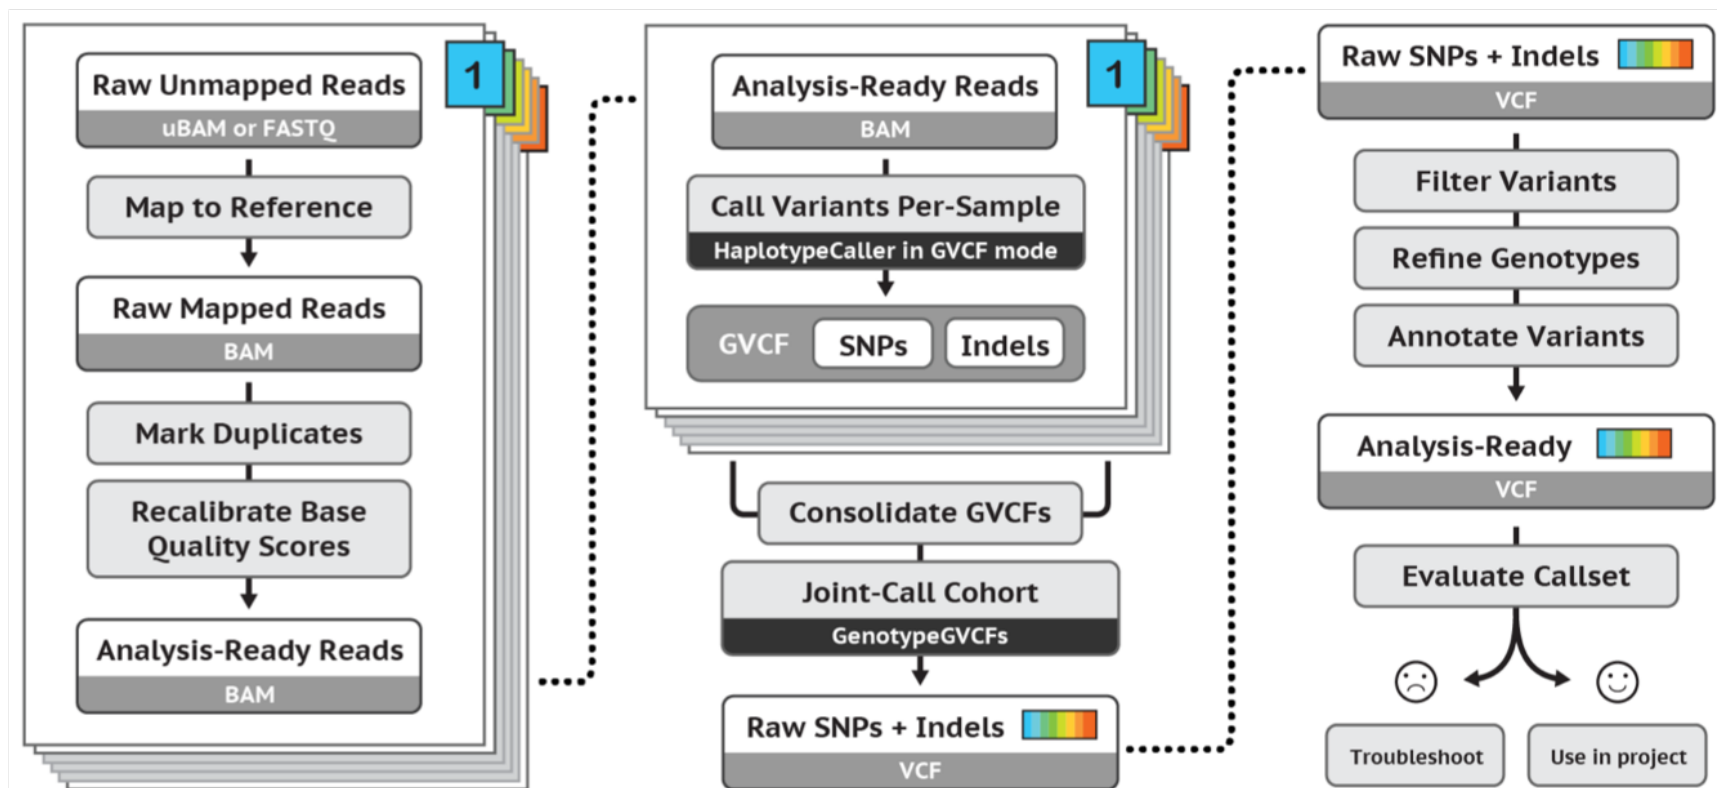 Raw Unmapped Reads
uBAM or FASTQ
1
Map to Reference
Raw Mapped Reads
BAM
Mark Duplicates
Recalibrate Base
Quality Scores
Analysis-Ready Reads
BAM
Analysis-Ready Reads
BAM
1
Call Variants Per-Sample
HaplotypeCaller in GVCF mode
GVCF SNPs Indels
Consolidate GVCFs
Joint-Call Cohort
GenotypeGVCFs
Raw SNPs + Indels
VCF
Raw SNPs + Indels
VCF
Filter Variants
Refine Genotypes
Annotate Variants
Analysis-Ready
VCF
Evaluate Callset
Troubleshoot
Use in project